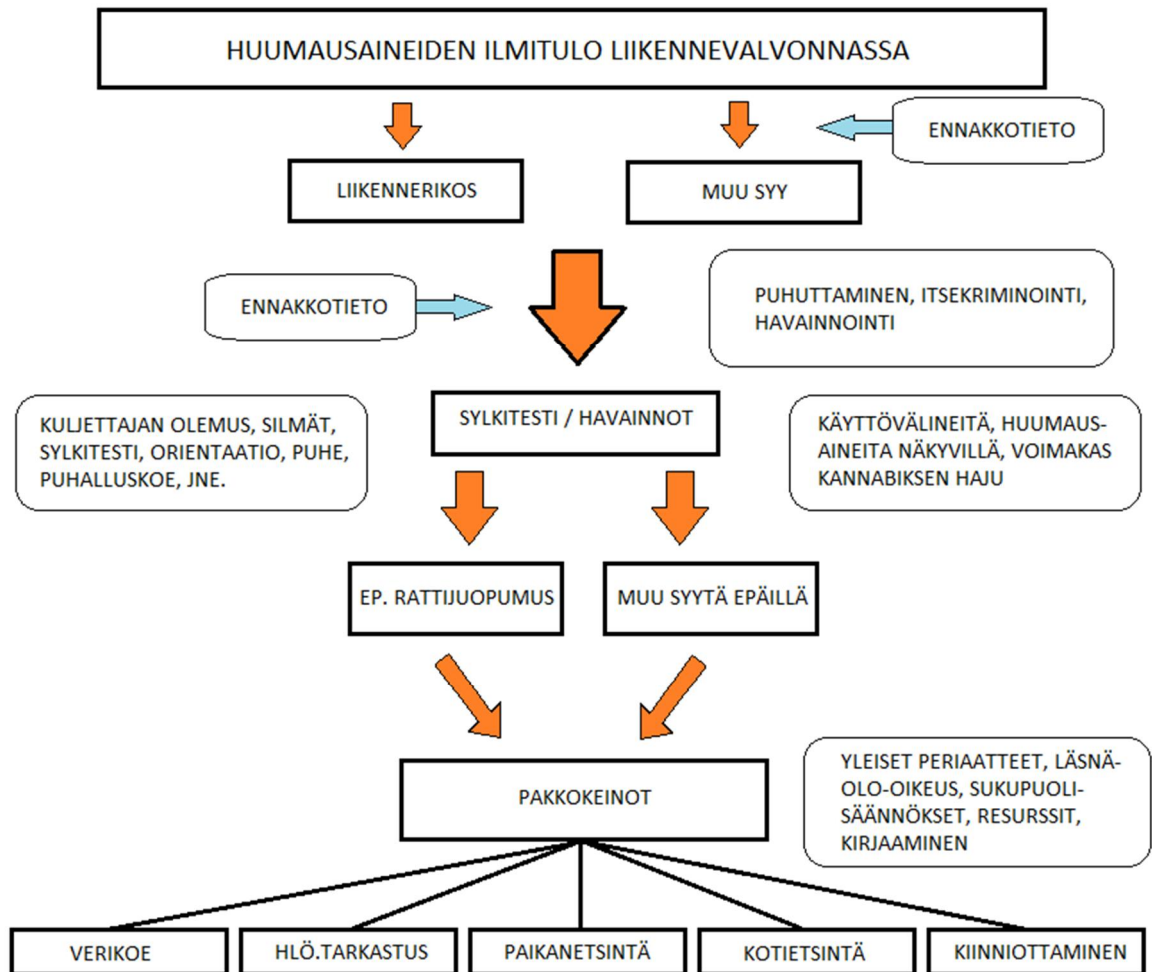 HUUMAUSAINEIDEN ILMITULO LIIKENNEVALVONNASSA
ENNAKKOTIETO
LIIKENNERIKOS
MUU SYY
ENNAKKOTIETO
PUHUTTAMINEN, ITSEKRIMINOINTI,
HAVAINNOINTI
KULJETTAJAN OLEMUS, SILMÄT,
SYLKITESTI, ORIENTAATIO, PUHE,
PUHALLUSKOE, JNE.
SYLKITESTI / HAVAINNOT
KÄYTTÖVÄLINEITÄ, HUUMAUS-
AINEITA NÄKYVILLÄ, VOIMAKAS
KANNABIKSEN HAJU
EP. RATTIJUOPUMUS
MUU SYYTÄ EPÄILLÄ
PAKKOKEINOT
YLEISET PERIAATTEET, LÄSNÄ-
OLO-OIKEUS, SUKUPUOLI-
SÄÄNNÖKSET, RESURSSIT,
KIRJAAMINEN
VERIKOE
HLÖ.TARKASTUS
PAIKANETSINTÄ
KOTIETSINTÄ
KIINNIOTTAMINEN